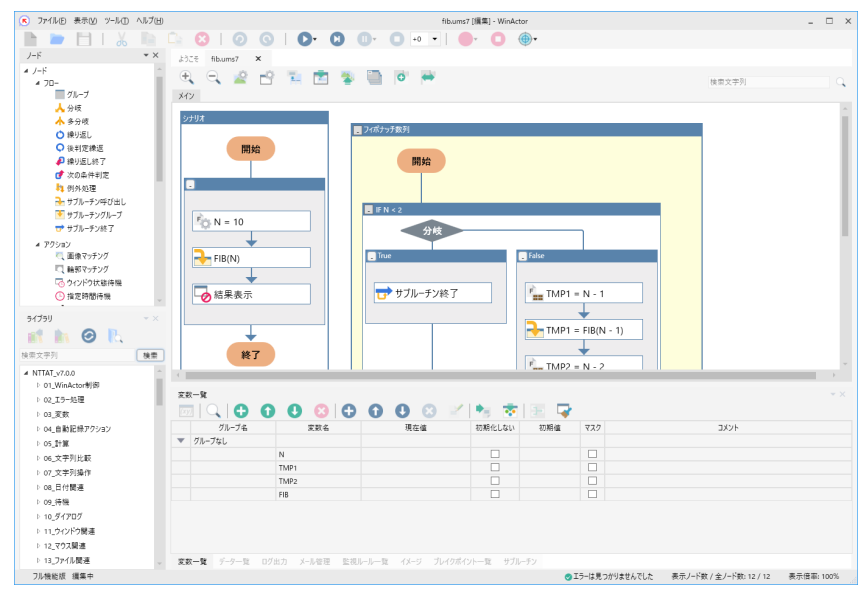 ファイル(F) 表示(V) ツール(T) ヘルプ(H)
fib.ums7 [編集] - WinActor
+0
ノード
ノード
フロー
グループ
分岐
多分岐
繰り返し
後判定繰返
繰り返し終了
次の条件判定
例外処理
サブルーチン呼び出し
サブルーチングループ
サブルーチン終了
アクション
画像マッチング
輪郭マッチング
ウィンドウ状態待機
指定時間待機
ライブラリ
検索文字列
検索
NTTAT_v7.0.0
01_WinActor制御
02_エラー処理
03_変数
04_自動記録アクション
05_計算
06_文字列比較
07_文字列操作
08_日付関連
09_待機
10_ダイアログ
11_ウィンドウ関連
12_マウス関連
13_ファイル関連
ようこそ fib.ums7
検索文字列
メイン
シナリオ
開始
N = 10
FIB(N)
結果表示
終了
フィボナッチ数列
開始
IF N < 2
分岐
True
サブルーチン終了
False
TMP1 = N - 1
TMP1 = FIB(N - 1)
TMP2 = N - 2
変数一覧
グループ名 変数名 現在値 初期化しない 初期値 マスク コメント
グループなし
N
TMP1
TMP2
FIB
変数一覧 データ一覧 ログ出力 メール管理 監視ルール一覧 イメージ ブレイクポイント一覧 サブルーチン
フル機能版 編集中
エラーは見つかりませんでした 表示ノード数 / 全ノード数: 12 / 12 表示倍率: 100%